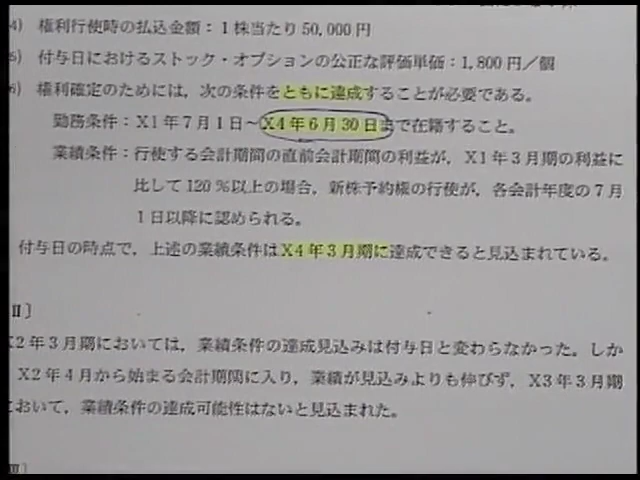 4) 権利行使時の払込金額：1株当たり50,000円
5) 付与日におけるストック・オプションの公正な評価単価：1,800円／個
6) 権利確定のためには，次の条件をともに達成することが必要である。
勤務条件：X1年7月1日～X4年6月30日まで在籍すること。
業績条件：行使する会計期間の直前会計期間の利益が，X1年3月期の利益に
比して120％以上の場合，新株予約権の行使が，各会計年度の7月
1日以降に認められる。
付与日の時点で，上述の業績条件はX4年3月期に達成できると見込まれている。
Ⅱ〕
X2年3月期においては，業績条件の達成見込みは付与日と変わらなかった。しか
X2年4月から始まる会計期間に入り，業績が見込みよりも伸びず，X3年3月期
において，業績条件の達成可能性はないと見込まれた。